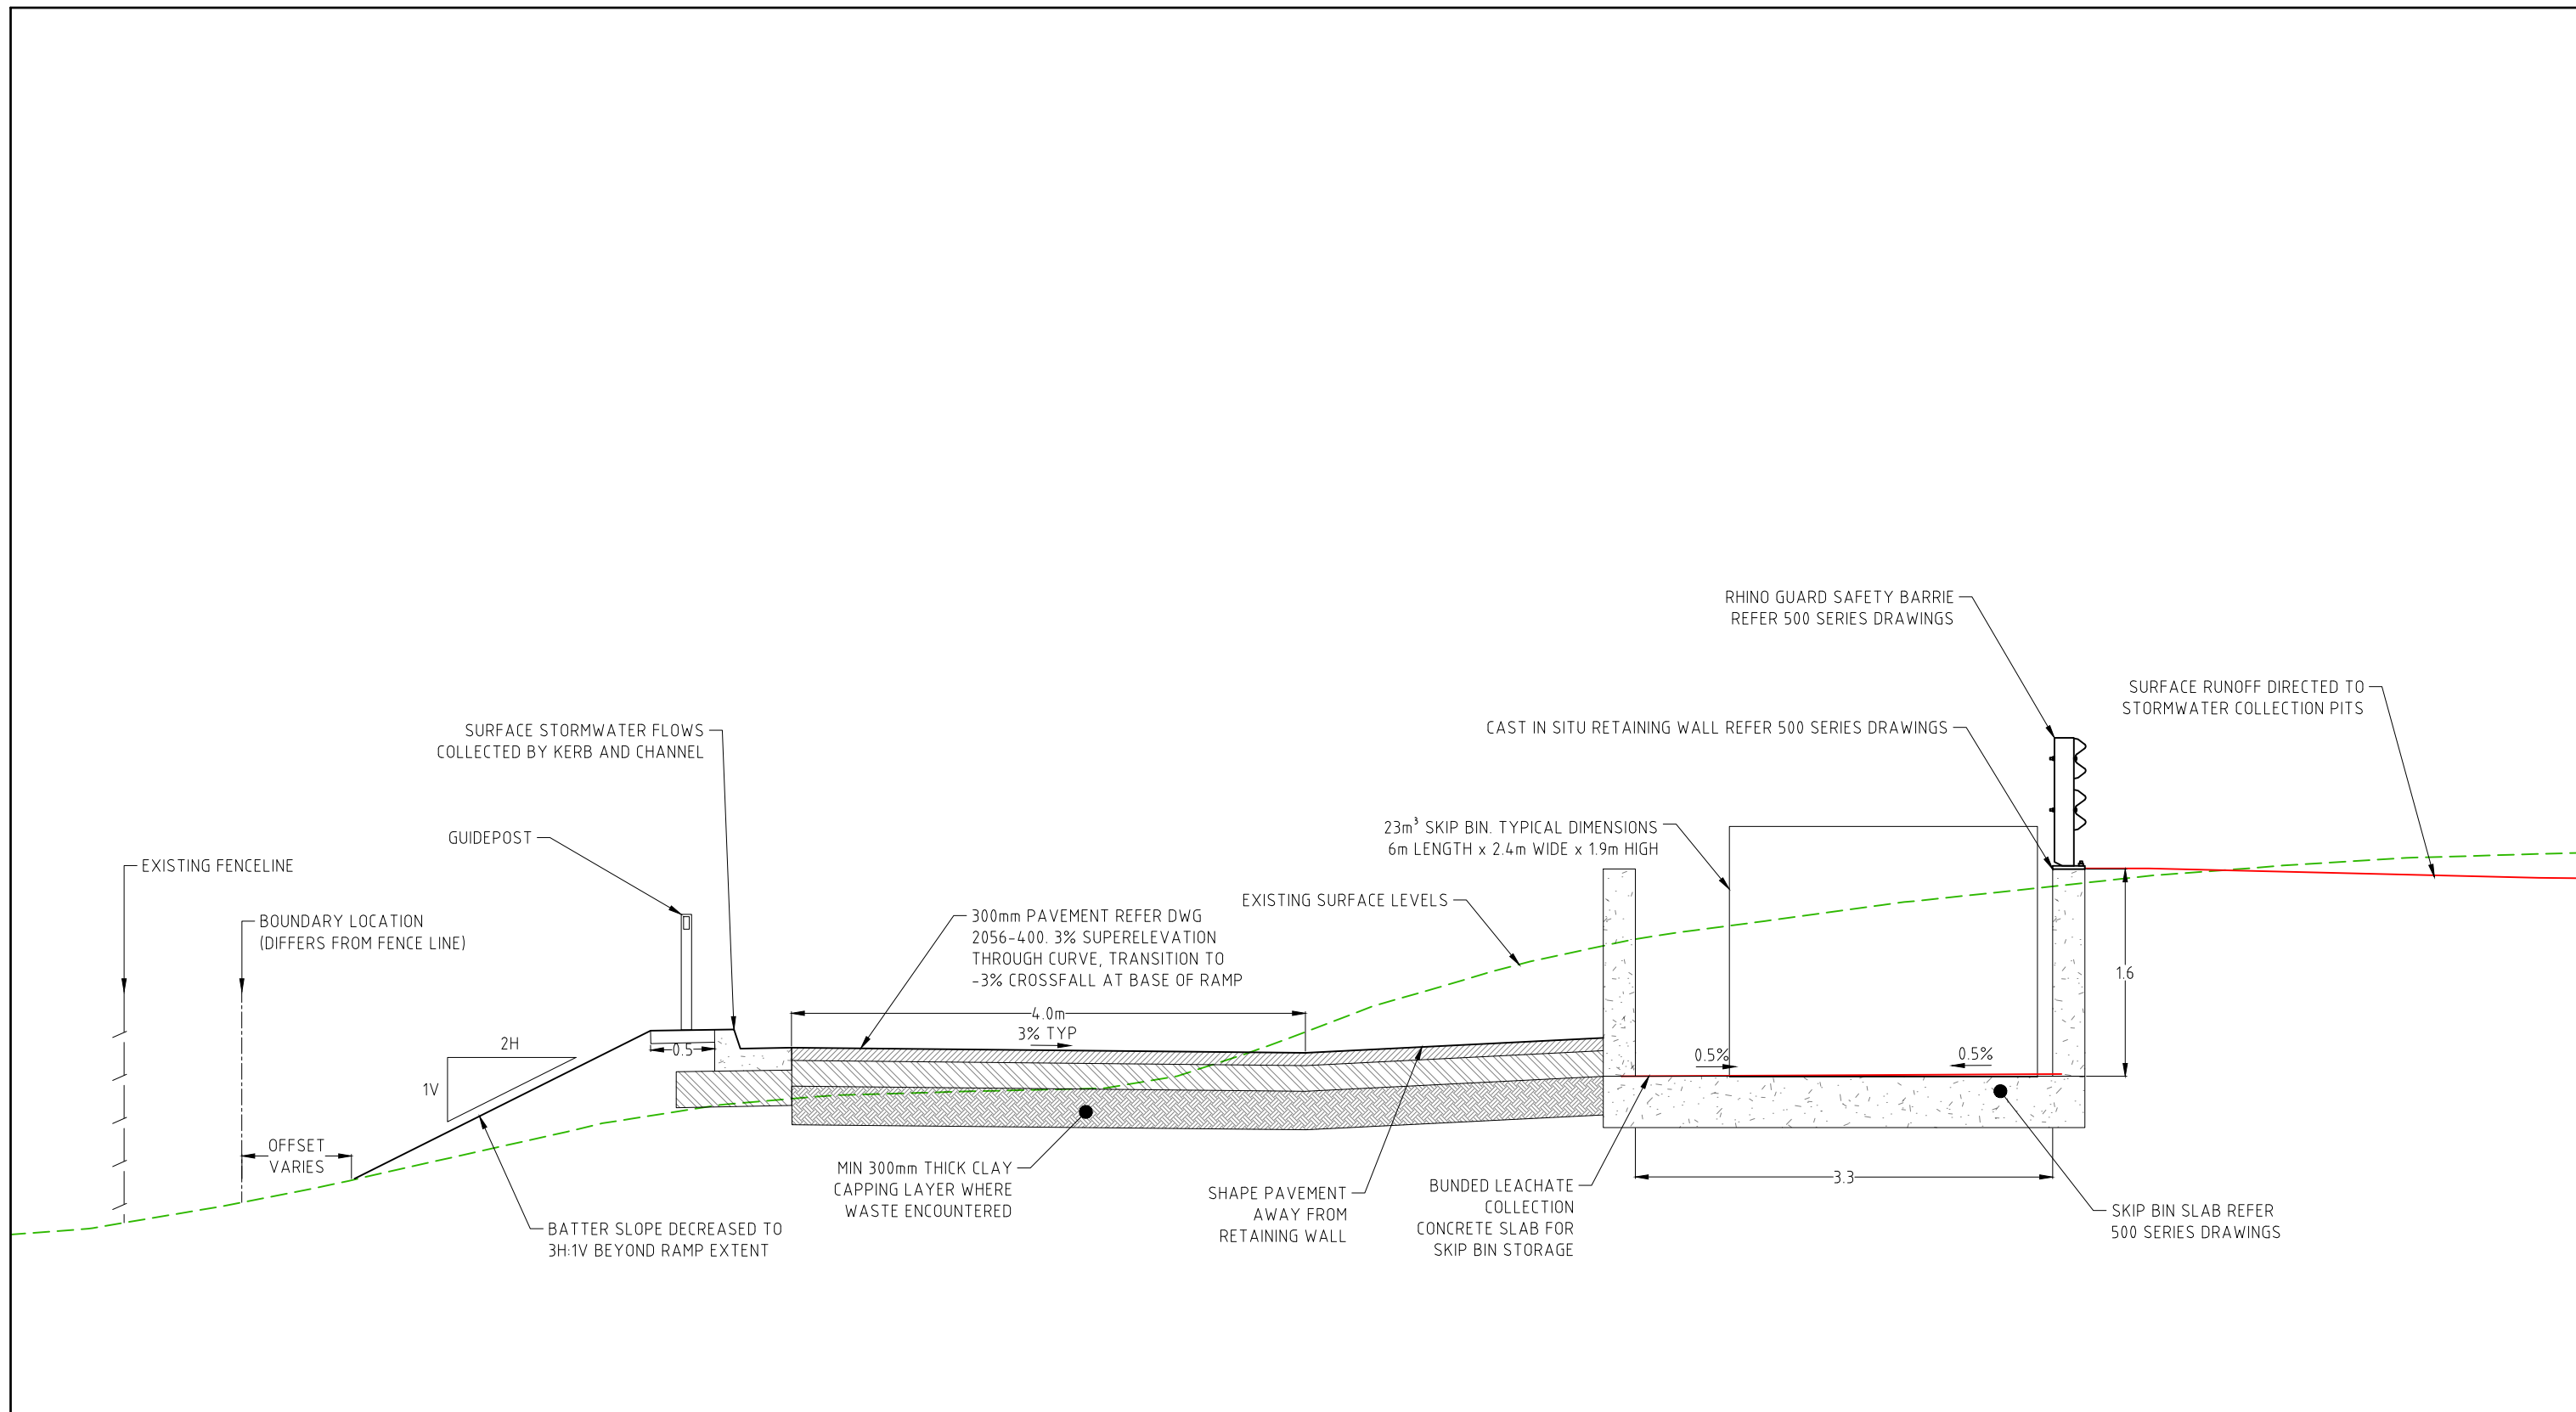 RHINO GUARD SAFETY BARRIE
REFER 500 SERIES DRAWINGS
SURFACE RUNOFF DIRECTED TO
STORMWATER COLLECTION PITS
SURFACE STORMWATER FLOWS
COLLECTED BY KERB AND CHANNEL
CAST IN SITU RETAINING WALL REFER 500 SERIES DRAWINGS
GUIDEPOST
23m³ SKIP BIN. TYPICAL DIMENSIONS
6m LENGTH x 2.4m WIDE x 1.9m HIGH
EXISTING FENCELINE
BOUNDARY LOCATION
(DIFFERS FROM FENCE LINE)
300mm PAVEMENT REFER DWG
2056-400. 3% SUPERELEVATION
THROUGH CURVE, TRANSITION TO
-3% CROSSFALL AT BASE OF RAMP
EXISTING SURFACE LEVELS
1.6
4.0m
3% TYP
2H
1V
0.5
0.5%
0.5%
OFFSET
VARIES
MIN 300mm THICK CLAY
CAPPING LAYER WHERE
WASTE ENCOUNTERED
SHAPE PAVEMENT
AWAY FROM
RETAINING WALL
BUNDED LEACHATE
COLLECTION
CONCRETE SLAB FOR
SKIP BIN STORAGE
3.3
SKIP BIN SLAB REFER
500 SERIES DRAWINGS
BATTER SLOPE DECREASED TO
3H:1V BEYOND RAMP EXTENT